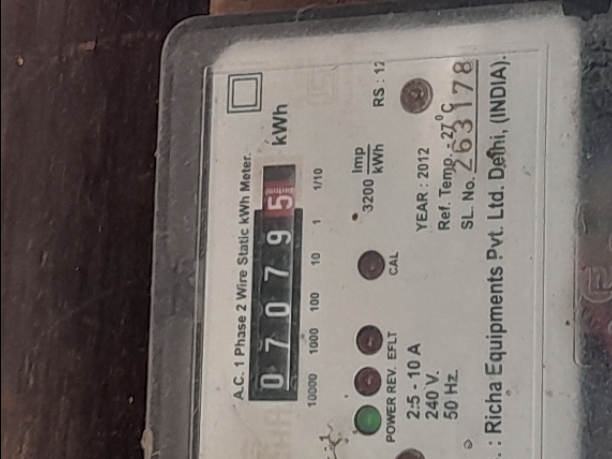 A.C. 1 Phase 2 Wire Static kWh Meter.
0 7 0 7 9 5 kWh
10000 1000 100 10 1 1/10
3200 Imp/kWh
RS : 12
POWER REV. EFLT CAL
2:5 - 10 A
240 V.
50 Hz.
YEAR : 2012
Ref. Temp. -27°C
SL. No. 263178
. : Richa Equipments Pvt. Ltd. Delhi, (INDIA).